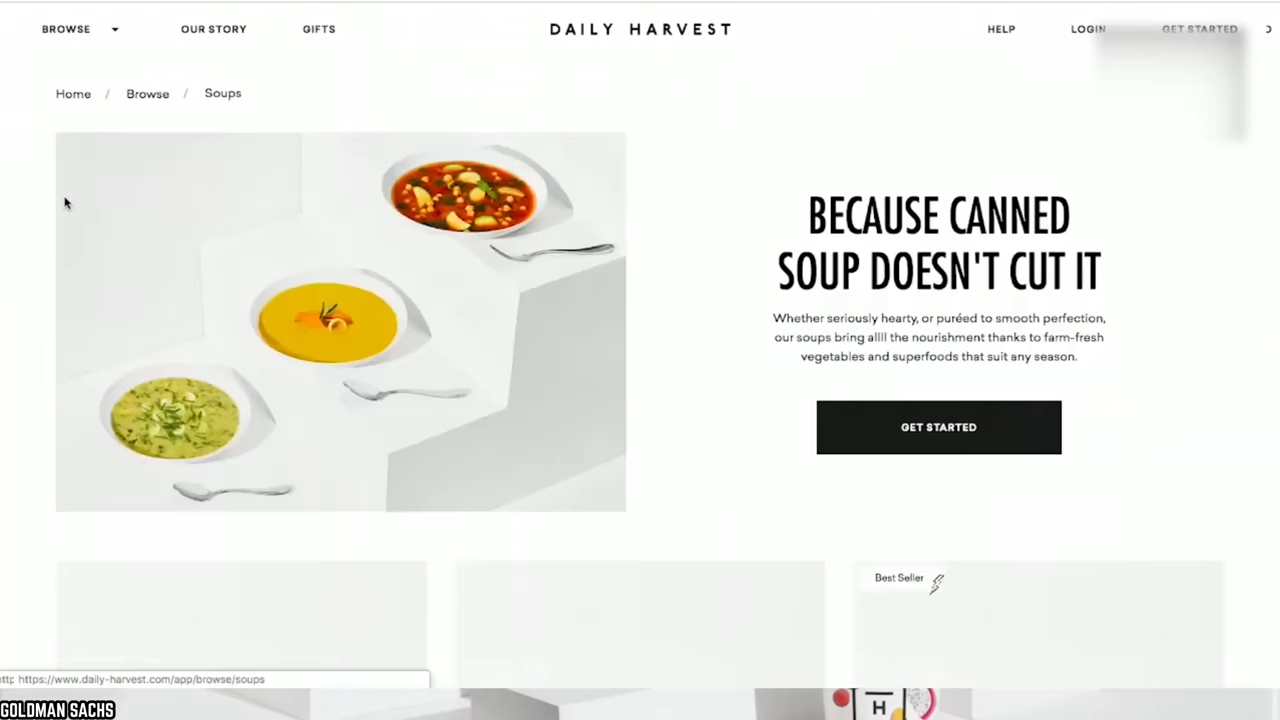 BROWSE OUR STORY GIFTS DAILY HARVEST HELP LOGIN GET STARTED
Home / Browse / Soups
BECAUSE CANNED
SOUP DOESN'T CUT IT
Whether seriously hearty, or puréed to smooth perfection,
our soups bring allll the nourishment thanks to farm-fresh
vegetables and superfoods that suit any season.
GET STARTED
Best Seller
https://www.daily-harvest.com/app/browse/soups
H
GOLDMAN SACHS